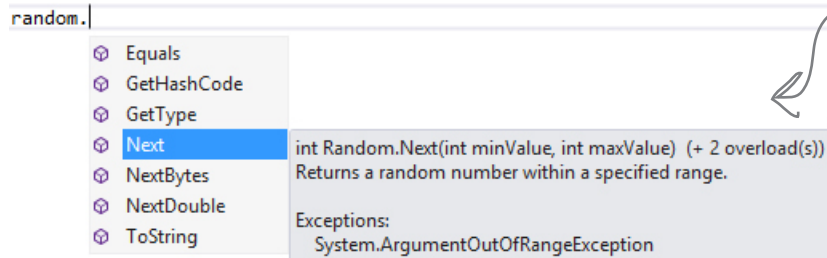 random.
Equals
GetHashCode
GetType
Next
NextBytes
NextDouble
ToString
int Random.Next(int minValue, int maxValue) (+ 2 overload(s))
Returns a random number within a specified range.
Exceptions:
System.ArgumentOutOfRangeException